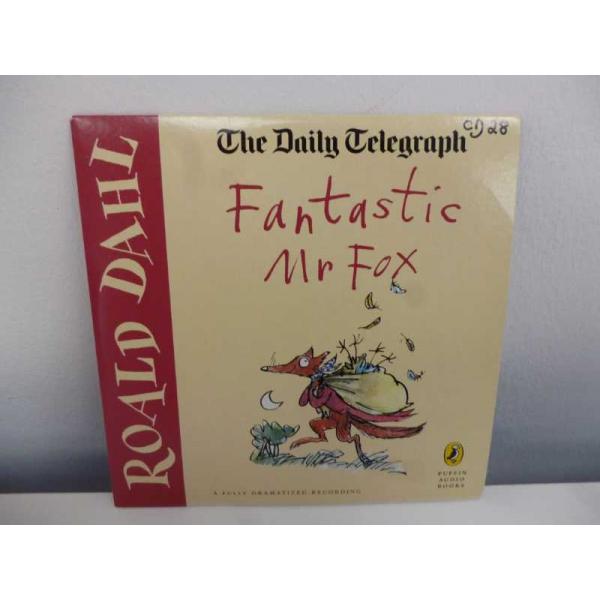 ROALD DAHL
CD 28
The Daily Telegraph
Fantastic
Mr Fox
A FULLY DRAMATIZED RECORDING
PUFFIN
AUDIO
BOOKS